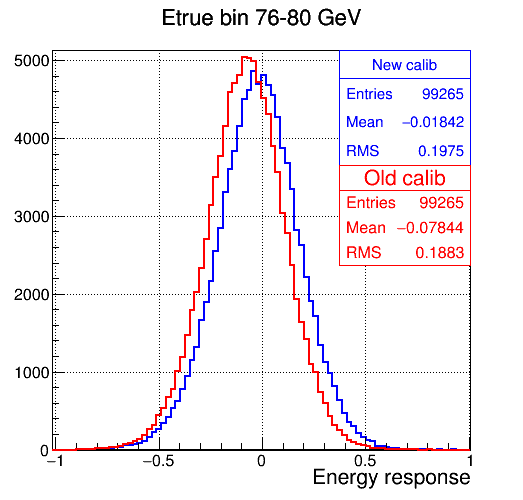 Etrue bin 76-80 GeV
New calib
Entries 99265
Mean −0.01842
RMS 0.1975
Old calib
Entries 99265
Mean −0.07844
RMS 0.1883
5000
4000
3000
2000
1000
0
−1 −0.5 0 0.5 1
Energy response